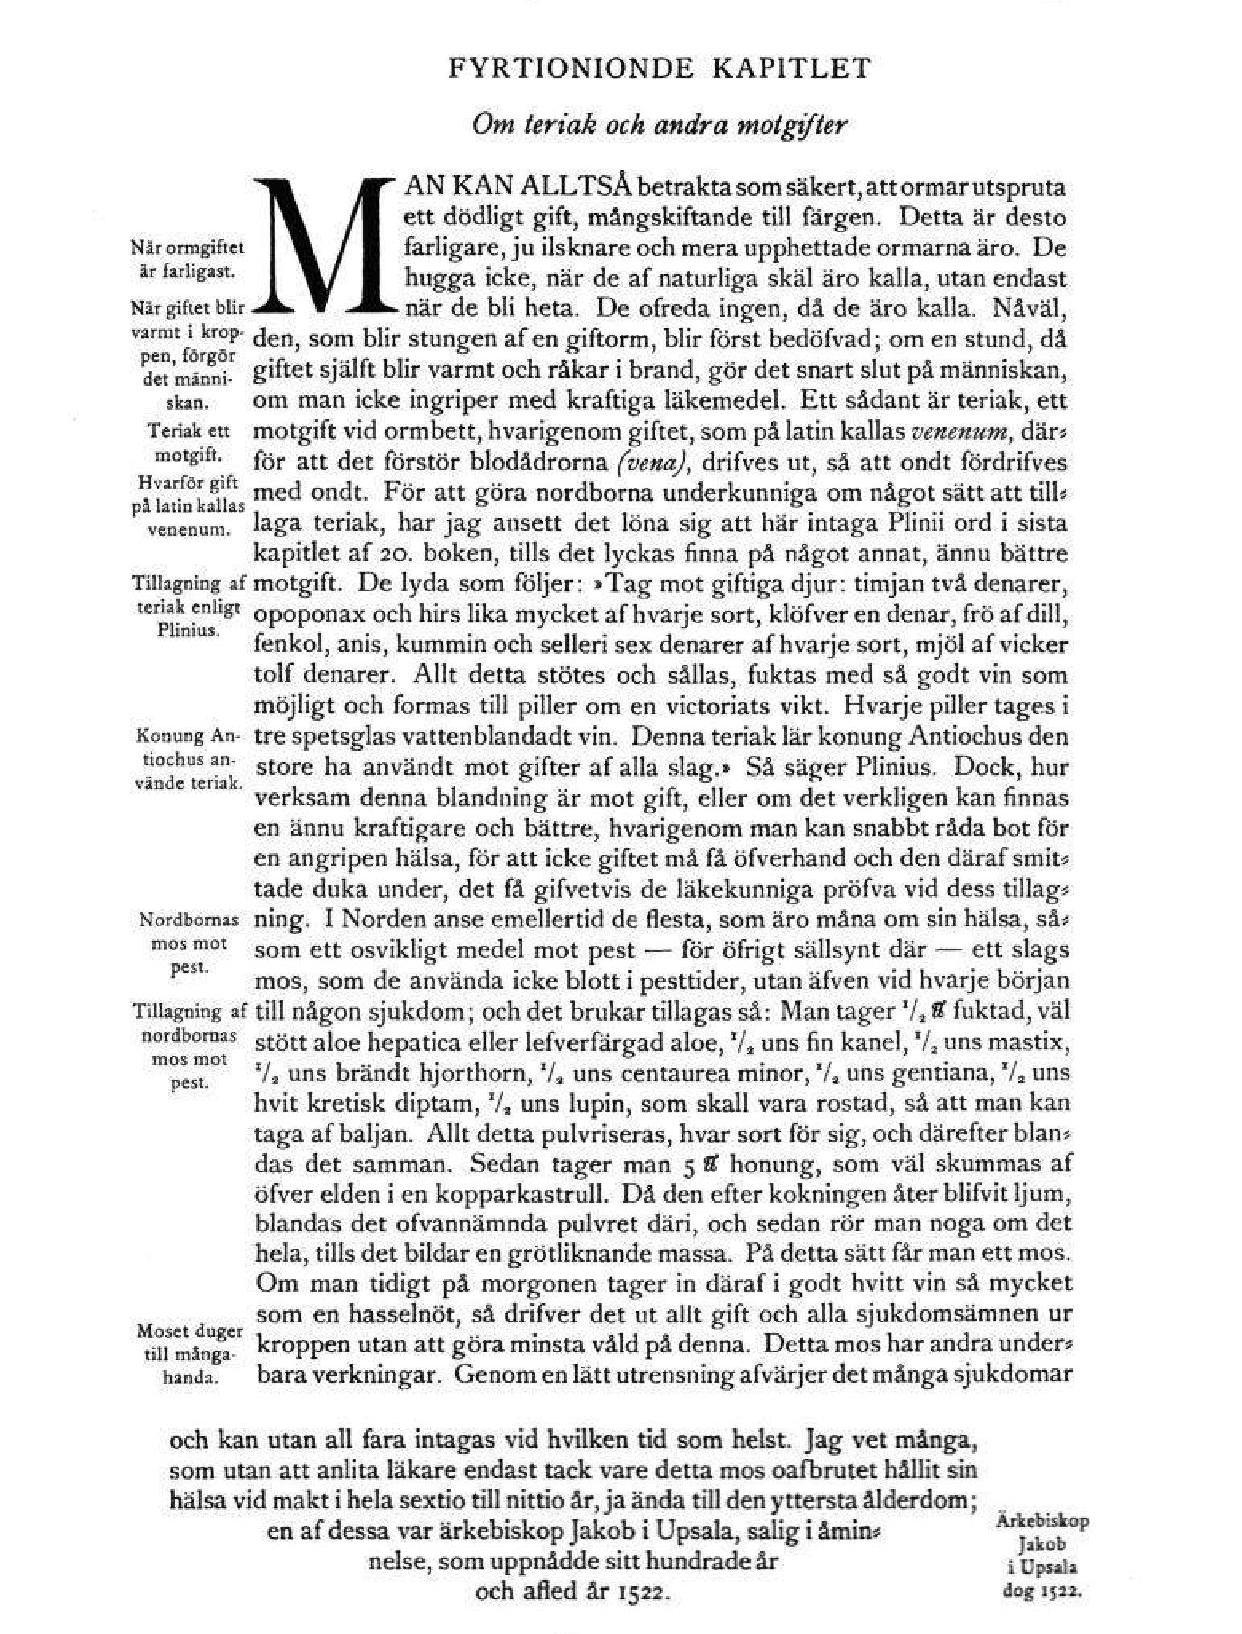 FYRTIONIONDE KAPITLET
Om teriak och andra motgifter
MAN KAN ALLTSÅ betrakta som säkert, att ormar utspruta
ett dödligt gift, mångskiftande till färgen. Detta är desto
farligare, ju ilsknare och mera upphettade ormarna äro. De
hugga icke, när de af naturliga skäl äro kalla, utan endast
när de bli heta. De ofreda ingen, då de äro kalla. Nåväl,
den, som blir stungen af en giftorm, blir först bedöfvad; om en stund, då
giftet själft blir varmt och råkar i brand, gör det snart slut på människan,
om man icke ingriper med kraftiga läkemedel. Ett sådant är teriak, ett
motgift vid ormbett, hvarigenom giftet, som på latin kallas venenum, där⸗
för att det förstör blodådrorna (vena), drifves ut, så att ondt fördrifves
med ondt. För att göra nordborna underkunniga om något sätt att till⸗
laga teriak, har jag ansett det löna sig att här intaga Plinii ord i sista
kapitlet af 20. boken, tills det lyckas finna på något annat, ännu bättre
motgift. De lyda som följer: »Tag mot giftiga djur: timjan två denarer,
opoponax och hirs lika mycket af hvarje sort, klöfver en denar, frö af dill,
fenkol, anis, kummin och selleri sex denarer af hvarje sort, mjöl af vicker
tolf denarer. Allt detta stötes och sållas, fuktas med så godt vin som
möjligt och formas till piller om en victoriats vikt. Hvarje piller tages i
tre spetsglas vattenblandadt vin. Denna teriak lär konung Antiochus den
store ha användt mot gifter af alla slag.» Så säger Plinius. Dock, hur
verksam denna blandning är mot gift, eller om det verkligen kan finnas
en ännu kraftigare och bättre, hvarigenom man kan snabbt råda bot för
en angripen hälsa, för att icke giftet må få öfverhand och den däraf smit⸗
tade duka under, det få gifvetvis de läkekunniga pröfva vid dess tillag⸗
ning. I Norden anse emellertid de flesta, som äro måna om sin hälsa, så⸗
som ett osvikligt medel mot pest — för öfrigt sällsynt där — ett slags
mos, som de använda icke blott i pesttider, utan äfven vid hvarje början
till någon sjukdom; och det brukar tillagas så: Man tager 1/2 ℔ fuktad, väl
stött aloe hepatica eller lefverfärgad aloe, 1/2 uns fin kanel, 1/2 uns mastix,
1/2 uns brändt hjorthorn, 1/2 uns centaurea minor, 1/2 uns gentiana, 1/2 uns
hvit kretisk diptam, 1/2 uns lupin, som skall vara rostad, så att man kan
taga af baljan. Allt detta pulvriseras, hvar sort för sig, och därefter blan⸗
das det samman. Sedan tager man 5 ℔ honung, som väl skummas af
öfver elden i en kopparkastrull. Då den efter kokningen åter blifvit ljum,
blandas det ofvannämnda pulvret däri, och sedan rör man noga om det
hela, tills det bildar en grötliknande massa. På detta sätt får man ett mos.
Om man tidigt på morgonen tager in däraf i godt hvitt vin så mycket
som en hasselnöt, så drifver det ut allt gift och alla sjukdomsämnen ur
kroppen utan att göra minsta våld på denna. Detta mos har andra under⸗
bara verkningar. Genom en lätt utrensning afvärjer det många sjukdomar
och kan utan all fara intagas vid hvilken tid som helst. Jag vet många,
som utan att anlita läkare endast tack vare detta mos oafbrutet hållit sin
hälsa vid makt i hela sextio till nittio år, ja ända till den yttersta ålderdom;
en af dessa var ärkebiskop Jakob i Upsala, salig i åmin⸗
nelse, som uppnådde sitt hundrade år
och afled år 1522.
När ormgiftet
är farligast.
När giftet blir
varmt i krop-
pen, förgör
det männi-
skan.
Teriak ett
motgift.
Hvarför gift
på latin kallas
venenum.
Tillagning af
teriak enligt
Plinius.
Konung An-
tiochus an-
vände teriak.
Nordbornas
mos mot
pest.
Tillagning af
nordbornas
mos mot
pest.
Moset duger
till många-
handa.
Ärkebiskop
Jakob
i Upsala
dog 1522.